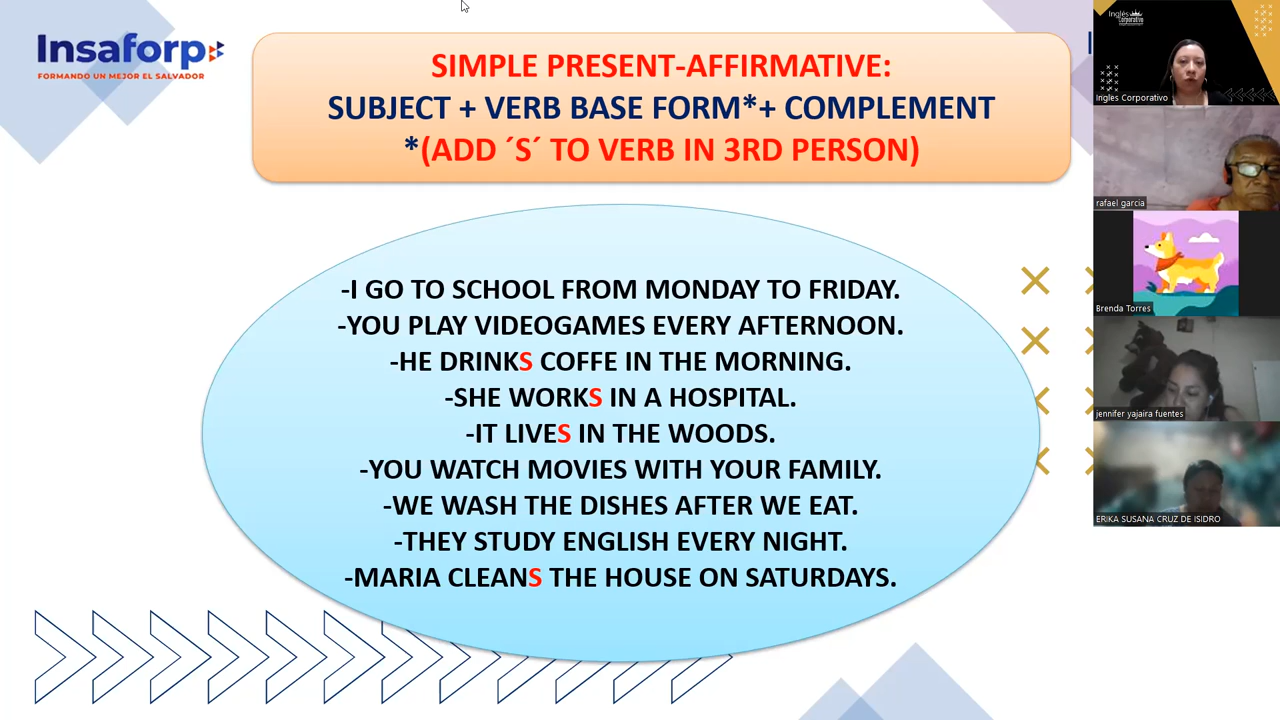 Insaforp
FORMANDO UN MEJOR EL SALVADOR
SIMPLE PRESENT-AFFIRMATIVE:
SUBJECT + VERB BASE FORM*+ COMPLEMENT
*(ADD ´S´ TO VERB IN 3RD PERSON)
-I GO TO SCHOOL FROM MONDAY TO FRIDAY.
-YOU PLAY VIDEOGAMES EVERY AFTERNOON.
-HE DRINKS COFFE IN THE MORNING.
-SHE WORKS IN A HOSPITAL.
-IT LIVES IN THE WOODS.
-YOU WATCH MOVIES WITH YOUR FAMILY.
-WE WASH THE DISHES AFTER WE EAT.
-THEY STUDY ENGLISH EVERY NIGHT.
-MARIA CLEANS THE HOUSE ON SATURDAYS.
Inglés
Corporativo
Ingles Corporativo
rafael garcia
Brenda Torres
jennifer yajaira fuentes
ERIKA SUSANA CRUZ DE ISIDRO